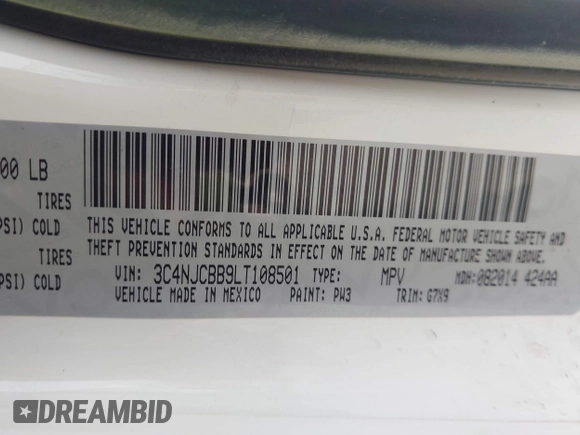 00 LB
TIRES
PSI) COLD
TIRES
PSI) COLD
THIS VEHICLE CONFORMS TO ALL APPLICABLE U.S.A. FEDERAL MOTOR VEHICLE SAFETY AND
THEFT PREVENTION STANDARDS IN EFFECT ON THE DATE OF MANUFACTURE SHOWN ABOVE.
VIN: 3C4NJCBB9LT108501 TYPE: MPV MDH: 082014 424AA
VEHICLE MADE IN MEXICO PAINT: PW3 TRIM: G7X9
DREAMBID